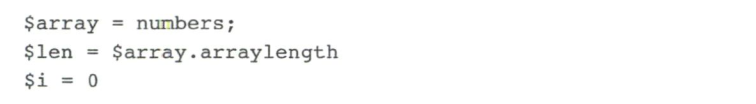 $array = numbers;
$len = $array.arraylength
$i = 0